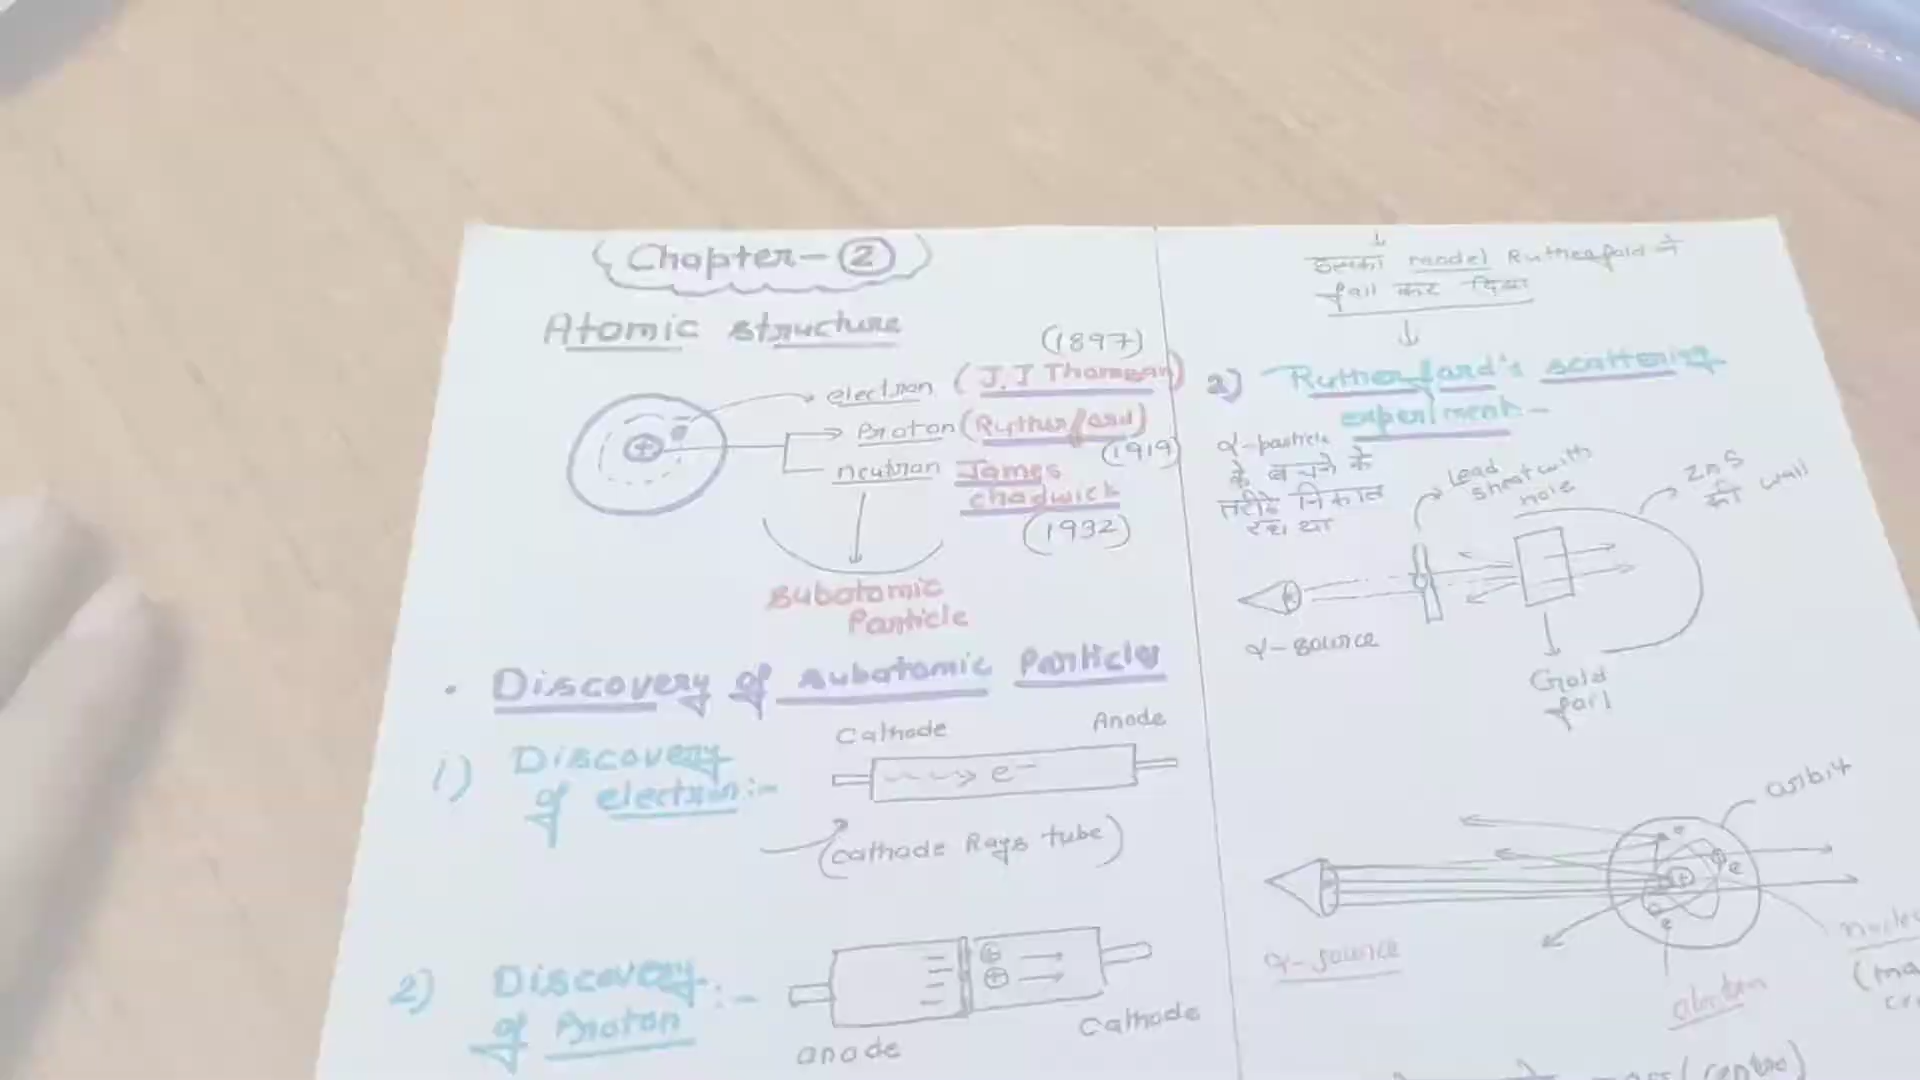 Chapter-②
Atomic structure
(1897)
electron (J.J Thomson)
Proton (Rutherford)
(1919)
neutron James
chadwick
(1932)
Subatomic
Particle
• Discovery of subatomic Particles
Cathode Anode
1) Discovery
of electron:-
e⁻
(cathode Rays tube)
2) Discovery:-
of Proton
anode
Cathode
इसका model Rutherford ने
fail कर दिया
2) Rutherford's scattering
experiment-
α-particle
के बचने के
तरीके निकाल
रहा था
Lead
sheet with
hole
ZnS
की wall
α-source
Gold
foil
orbit
e
e
α-source
electron
(centre)